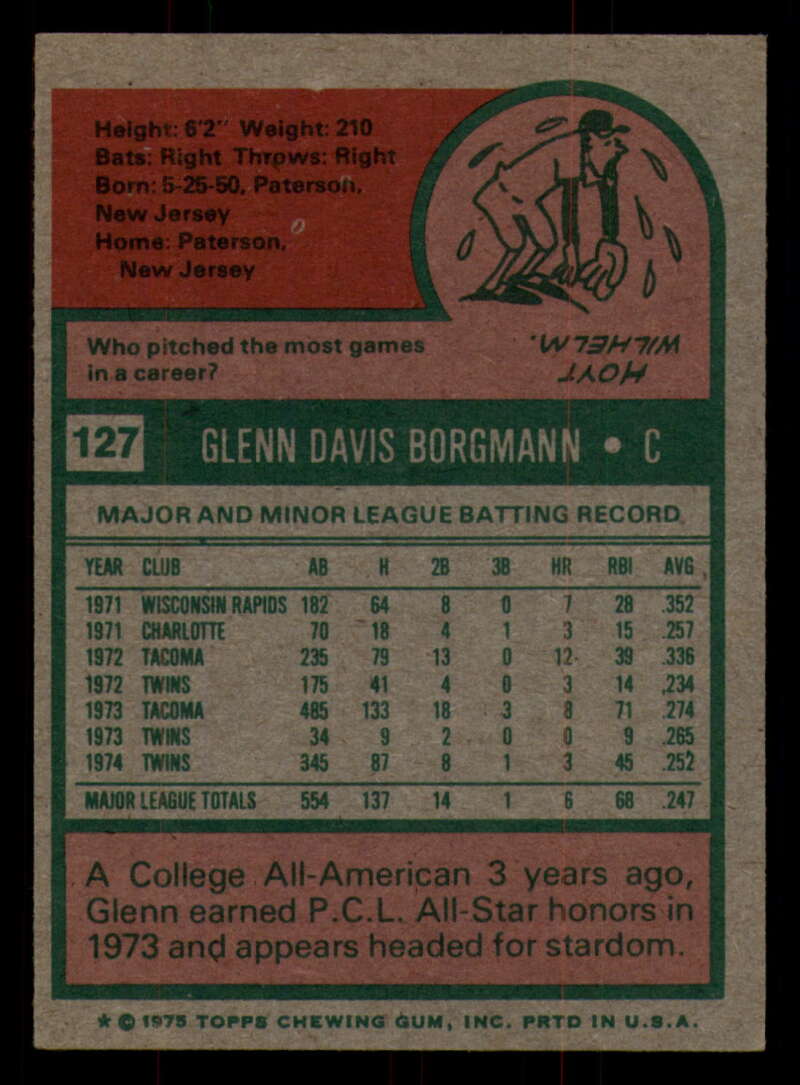 Height: 6'2" Weight: 210
Bats: Right Throws: Right
Born: 5-25-50, Paterson,
New Jersey
Home: Paterson,
New Jersey
Who pitched the most games
in a career?
HOYT
WILHELM.
127 GLENN DAVIS BORGMANN • C
MAJOR AND MINOR LEAGUE BATTING RECORD
YEAR CLUB AB H 2B 3B HR RBI AVG
1971 WISCONSIN RAPIDS 182 64 8 0 7 28 .352
1971 CHARLOTTE 70 18 4 1 3 15 .257
1972 TACOMA 235 79 13 0 12 39 .336
1972 TWINS 175 41 4 0 3 14 .234
1973 TACOMA 485 133 18 3 8 71 .274
1973 TWINS 34 9 2 0 0 9 .265
1974 TWINS 345 87 8 1 3 45 .252
MAJOR LEAGUE TOTALS 554 137 14 1 6 68 .247
A College All-American 3 years ago,
Glenn earned P.C.L. All-Star honors in
1973 and appears headed for stardom.
* © 1975 TOPPS CHEWING GUM, INC. PRTD IN U.S.A.